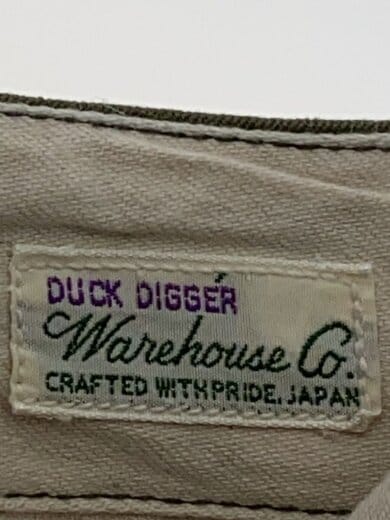 DUCK DIGGER
Warehouse Co.
CRAFTED WITH PRIDE. JAPAN